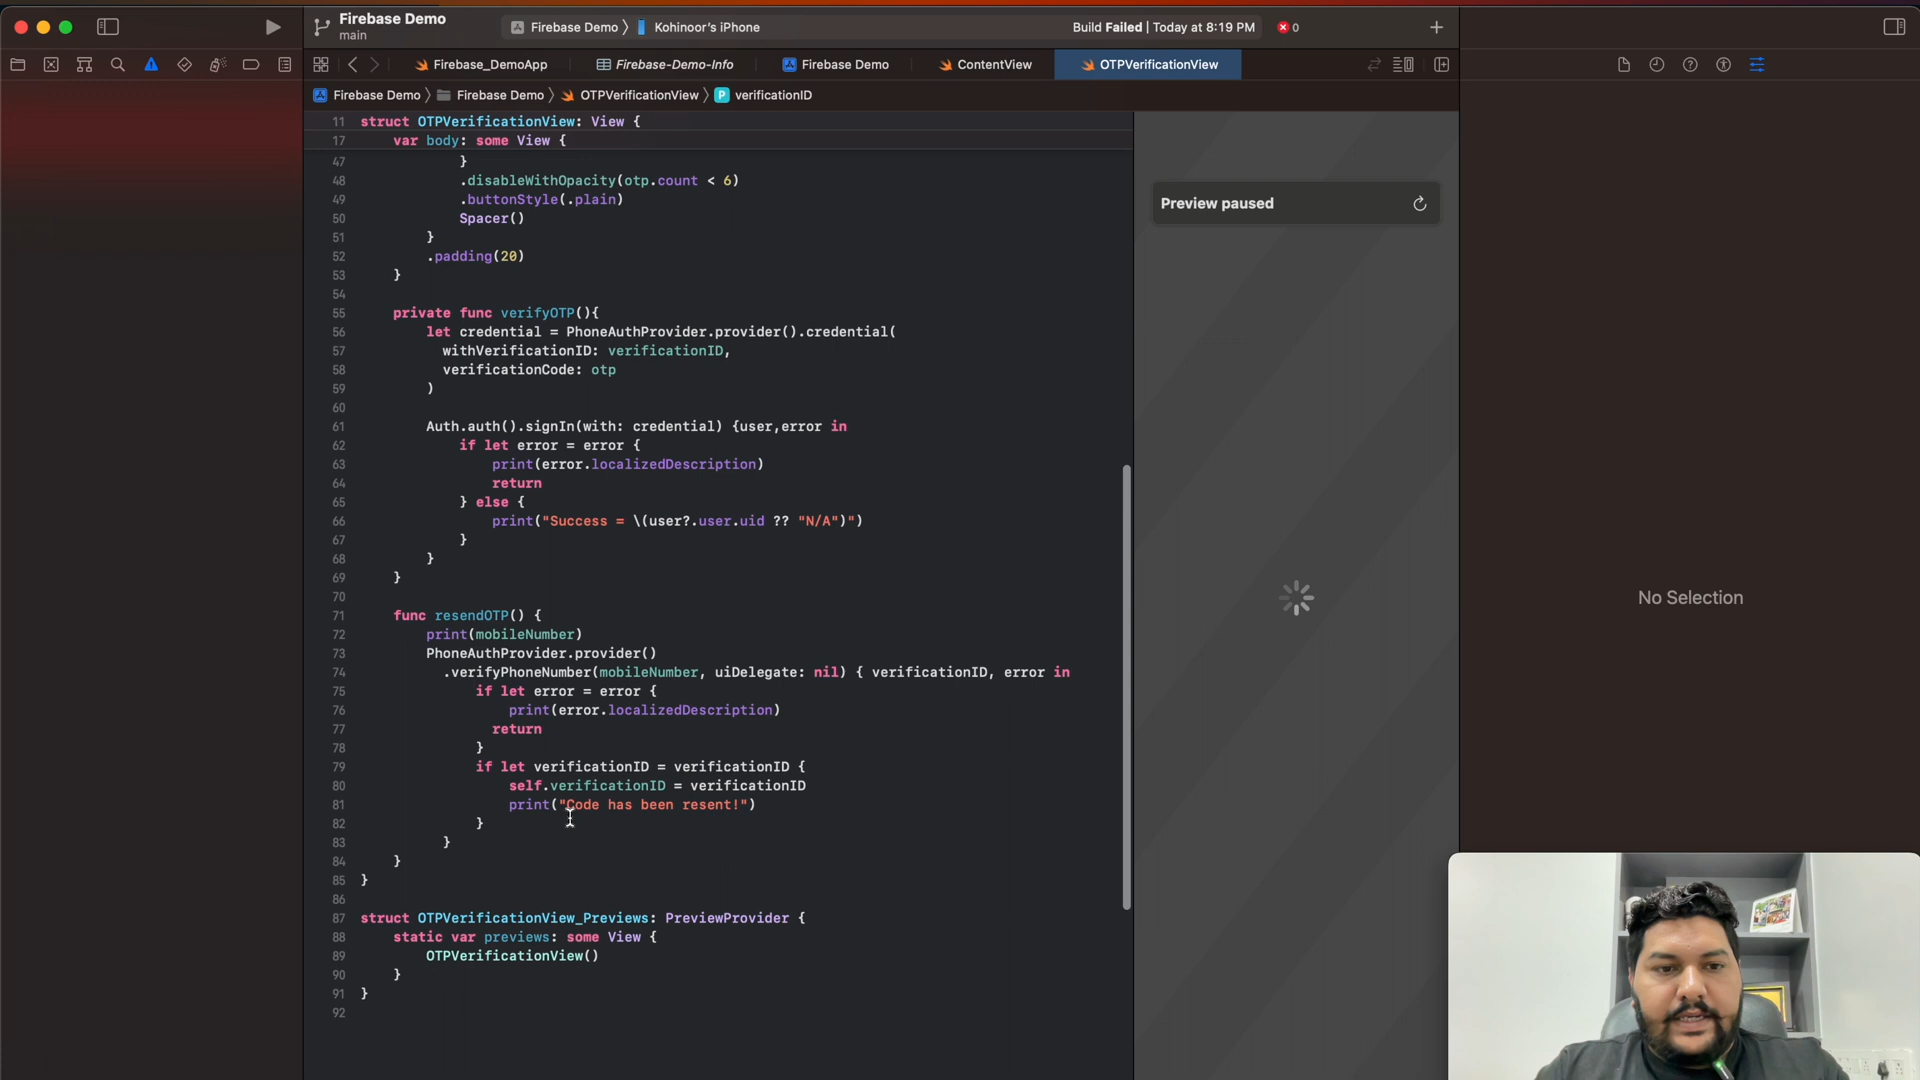 Firebase Demo
main
Firebase Demo 〉 Kohinoor's iPhone
Build Failed | Today at 8:19 PM
0
Firebase_DemoApp
Firebase-Demo-Info
Firebase Demo
ContentView
OTPVerificationView
Firebase Demo 〉 Firebase Demo 〉 OTPVerificationView 〉 P verificationID
11 struct OTPVerificationView: View {
17 var body: some View {
47 }
48 .disableWithOpacity(otp.count < 6)
49 .buttonStyle(.plain)
50 Spacer()
51 }
52 .padding(20)
53 }
54
55 private func verifyOTP(){
56 let credential = PhoneAuthProvider.provider().credential(
57 withVerificationID: verificationID,
58 verificationCode: otp
59 )
60
61 Auth.auth().signIn(with: credential) {user,error in
62 if let error = error {
63 print(error.localizedDescription)
64 return
65 } else {
66 print("Success = \(user?.user.uid ?? "N/A")")
67 }
68 }
69 }
70
71 func resendOTP() {
72 print(mobileNumber)
73 PhoneAuthProvider.provider()
74 .verifyPhoneNumber(mobileNumber, uiDelegate: nil) { verificationID, error in
75 if let error = error {
76 print(error.localizedDescription)
77 return
78 }
79 if let verificationID = verificationID {
80 self.verificationID = verificationID
81 print("Code has been resent!")
82 }
83 }
84 }
85 }
86
87 struct OTPVerificationView_Previews: PreviewProvider {
88 static var previews: some View {
89 OTPVerificationView()
90 }
91 }
92
Preview paused
No Selection